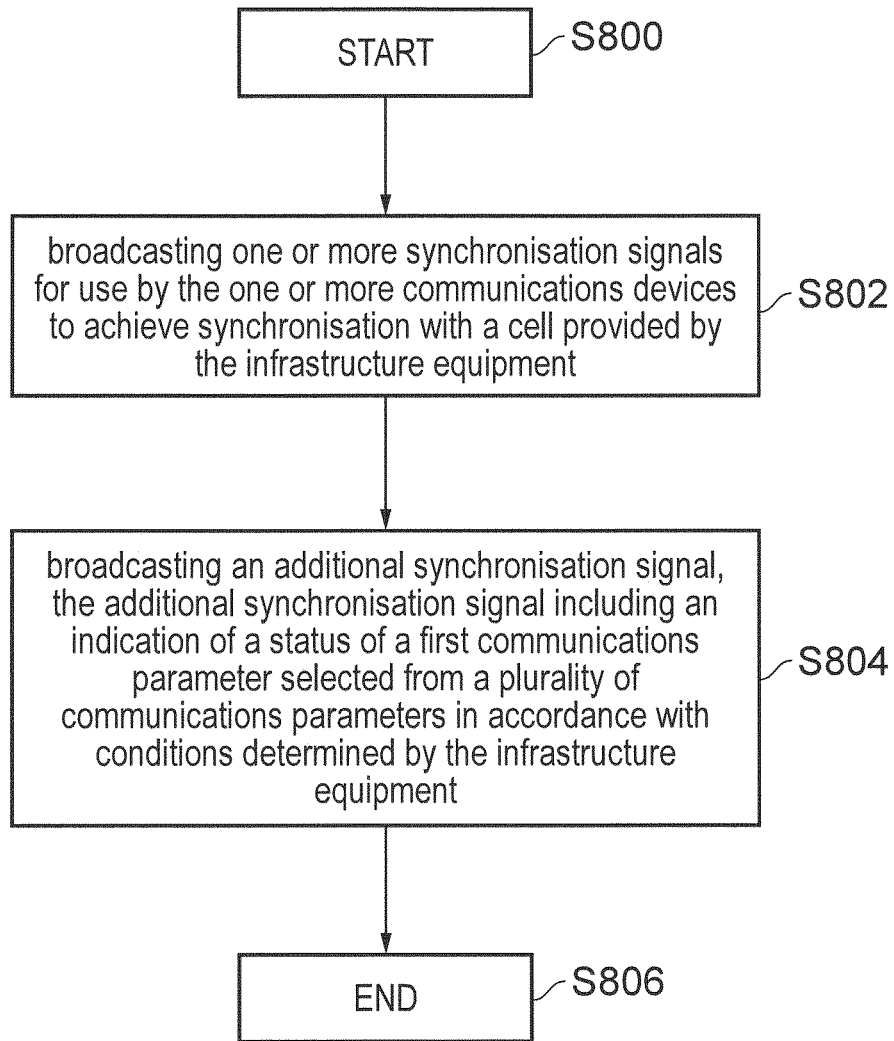 START
S800
broadcasting one or more synchronisation signals
for use by the one or more communications devices
to achieve synchronisation with a cell provided by
the infrastructure equipment
S802
broadcasting an additional synchronisation signal,
the additional synchronisation signal including an
indication of a status of a first communications
parameter selected from a plurality of
communications parameters in accordance with
conditions determined by the infrastructure
equipment
S804
END
S806